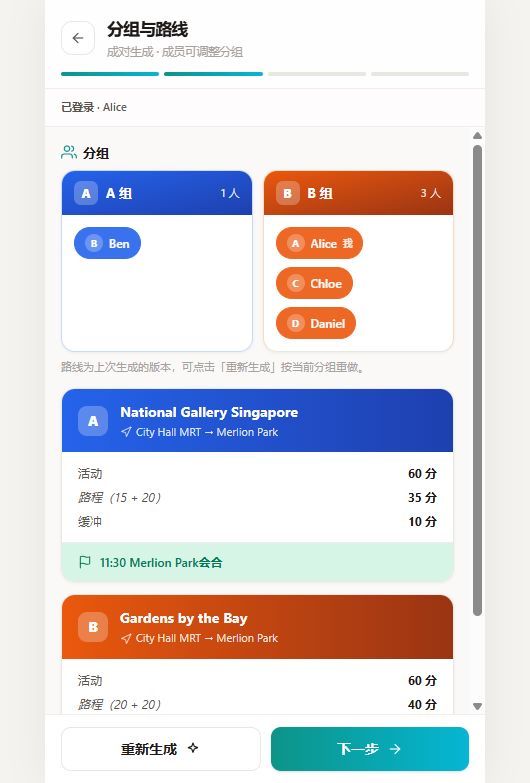 分组与路线
成对生成 · 成员可调整分组
已登录 · Alice
分组
A A 组 1 人
B Ben
B B 组 3 人
A Alice 我
C Chloe
D Daniel
路线为上次生成的版本，可点击「重新生成」按当前分组重做。
A National Gallery Singapore
City Hall MRT → Merlion Park
活动 60 分
路程（15 + 20） 35 分
缓冲 10 分
11:30 Merlion Park会合
B Gardens by the Bay
City Hall MRT → Merlion Park
活动 60 分
路程（20 + 20） 40 分
重新生成
下一步 →